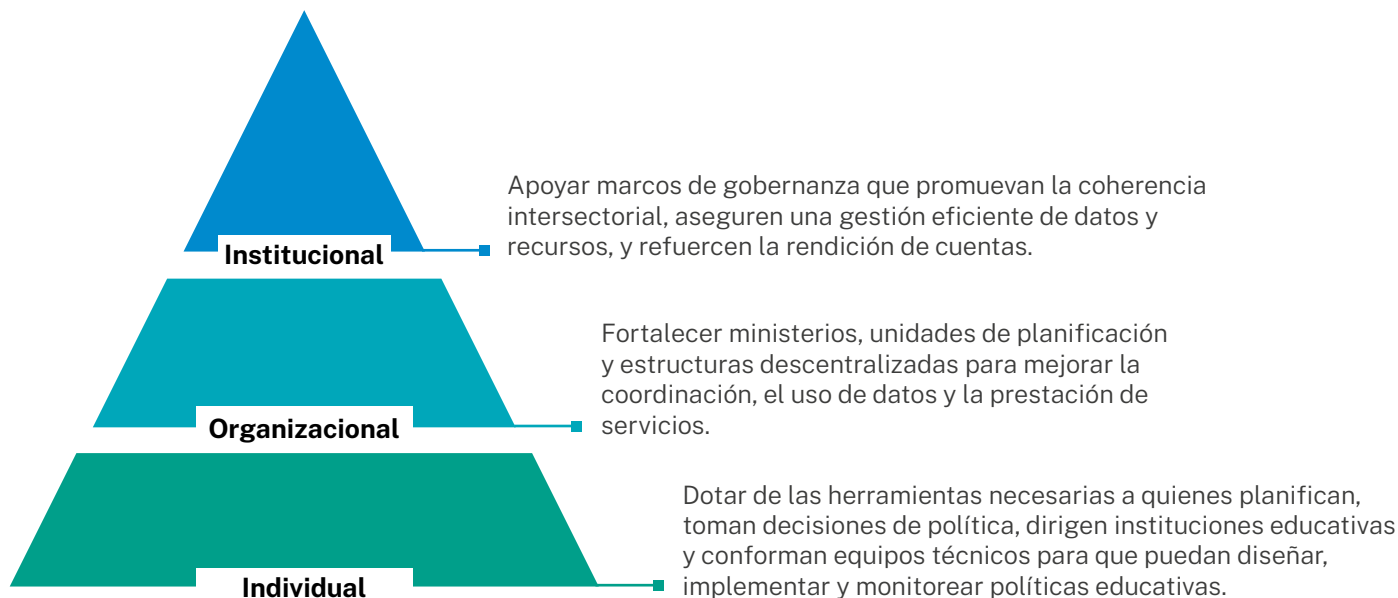 Institucional
Apoyar marcos de gobernanza que promuevan la coherencia
intersectorial, aseguren una gestión eficiente de datos y
recursos, y refuercen la rendición de cuentas.
Organizacional
Fortalecer ministerios, unidades de planificación
y estructuras descentralizadas para mejorar la
coordinación, el uso de datos y la prestación de
servicios.
Individual
Dotar de las herramientas necesarias a quienes planifican,
toman decisiones de política, dirigen instituciones educativas
y conforman equipos técnicos para que puedan diseñar,
implementar y monitorear políticas educativas.